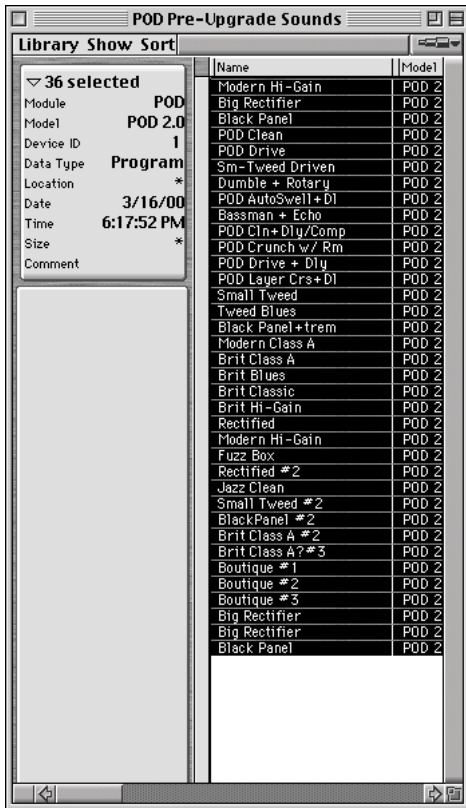 POD Pre-Upgrade Sounds
Library Show Sort
36 selected
Module POD
Model POD 2.0
Device ID 1
Data Type Program
Location *
Date 3/16/00
Time 6:17:52 PM
Size *
Comment
Name Model
Modern Hi-Gain POD 2
Big Rectifier POD 2
Black Panel POD 2
POD Clean POD 2
POD Drive POD 2
Sm-Tweed Driven POD 2
Dumble + Rotary POD 2
POD AutoSwell+Dl POD 2
Bassman + Echo POD 2
POD Cln+Dly/Comp POD 2
POD Crunch w/ Rm POD 2
POD Drive + Dly POD 2
POD Layer Crs+Dl POD 2
Small Tweed POD 2
Tweed Blues POD 2
Black Panel+trem POD 2
Modern Class A POD 2
Brit Class A POD 2
Brit Blues POD 2
Brit Classic POD 2
Brit Hi-Gain POD 2
Rectified POD 2
Modern Hi-Gain POD 2
Fuzz Box POD 2
Rectified #2 POD 2
Jazz Clean POD 2
Small Tweed #2 POD 2
BlackPanel #2 POD 2
Brit Class A #2 POD 2
Brit Class A?#3 POD 2
Boutique #1 POD 2
Boutique #2 POD 2
Boutique #3 POD 2
Big Rectifier POD 2
Big Rectifier POD 2
Black Panel POD 2